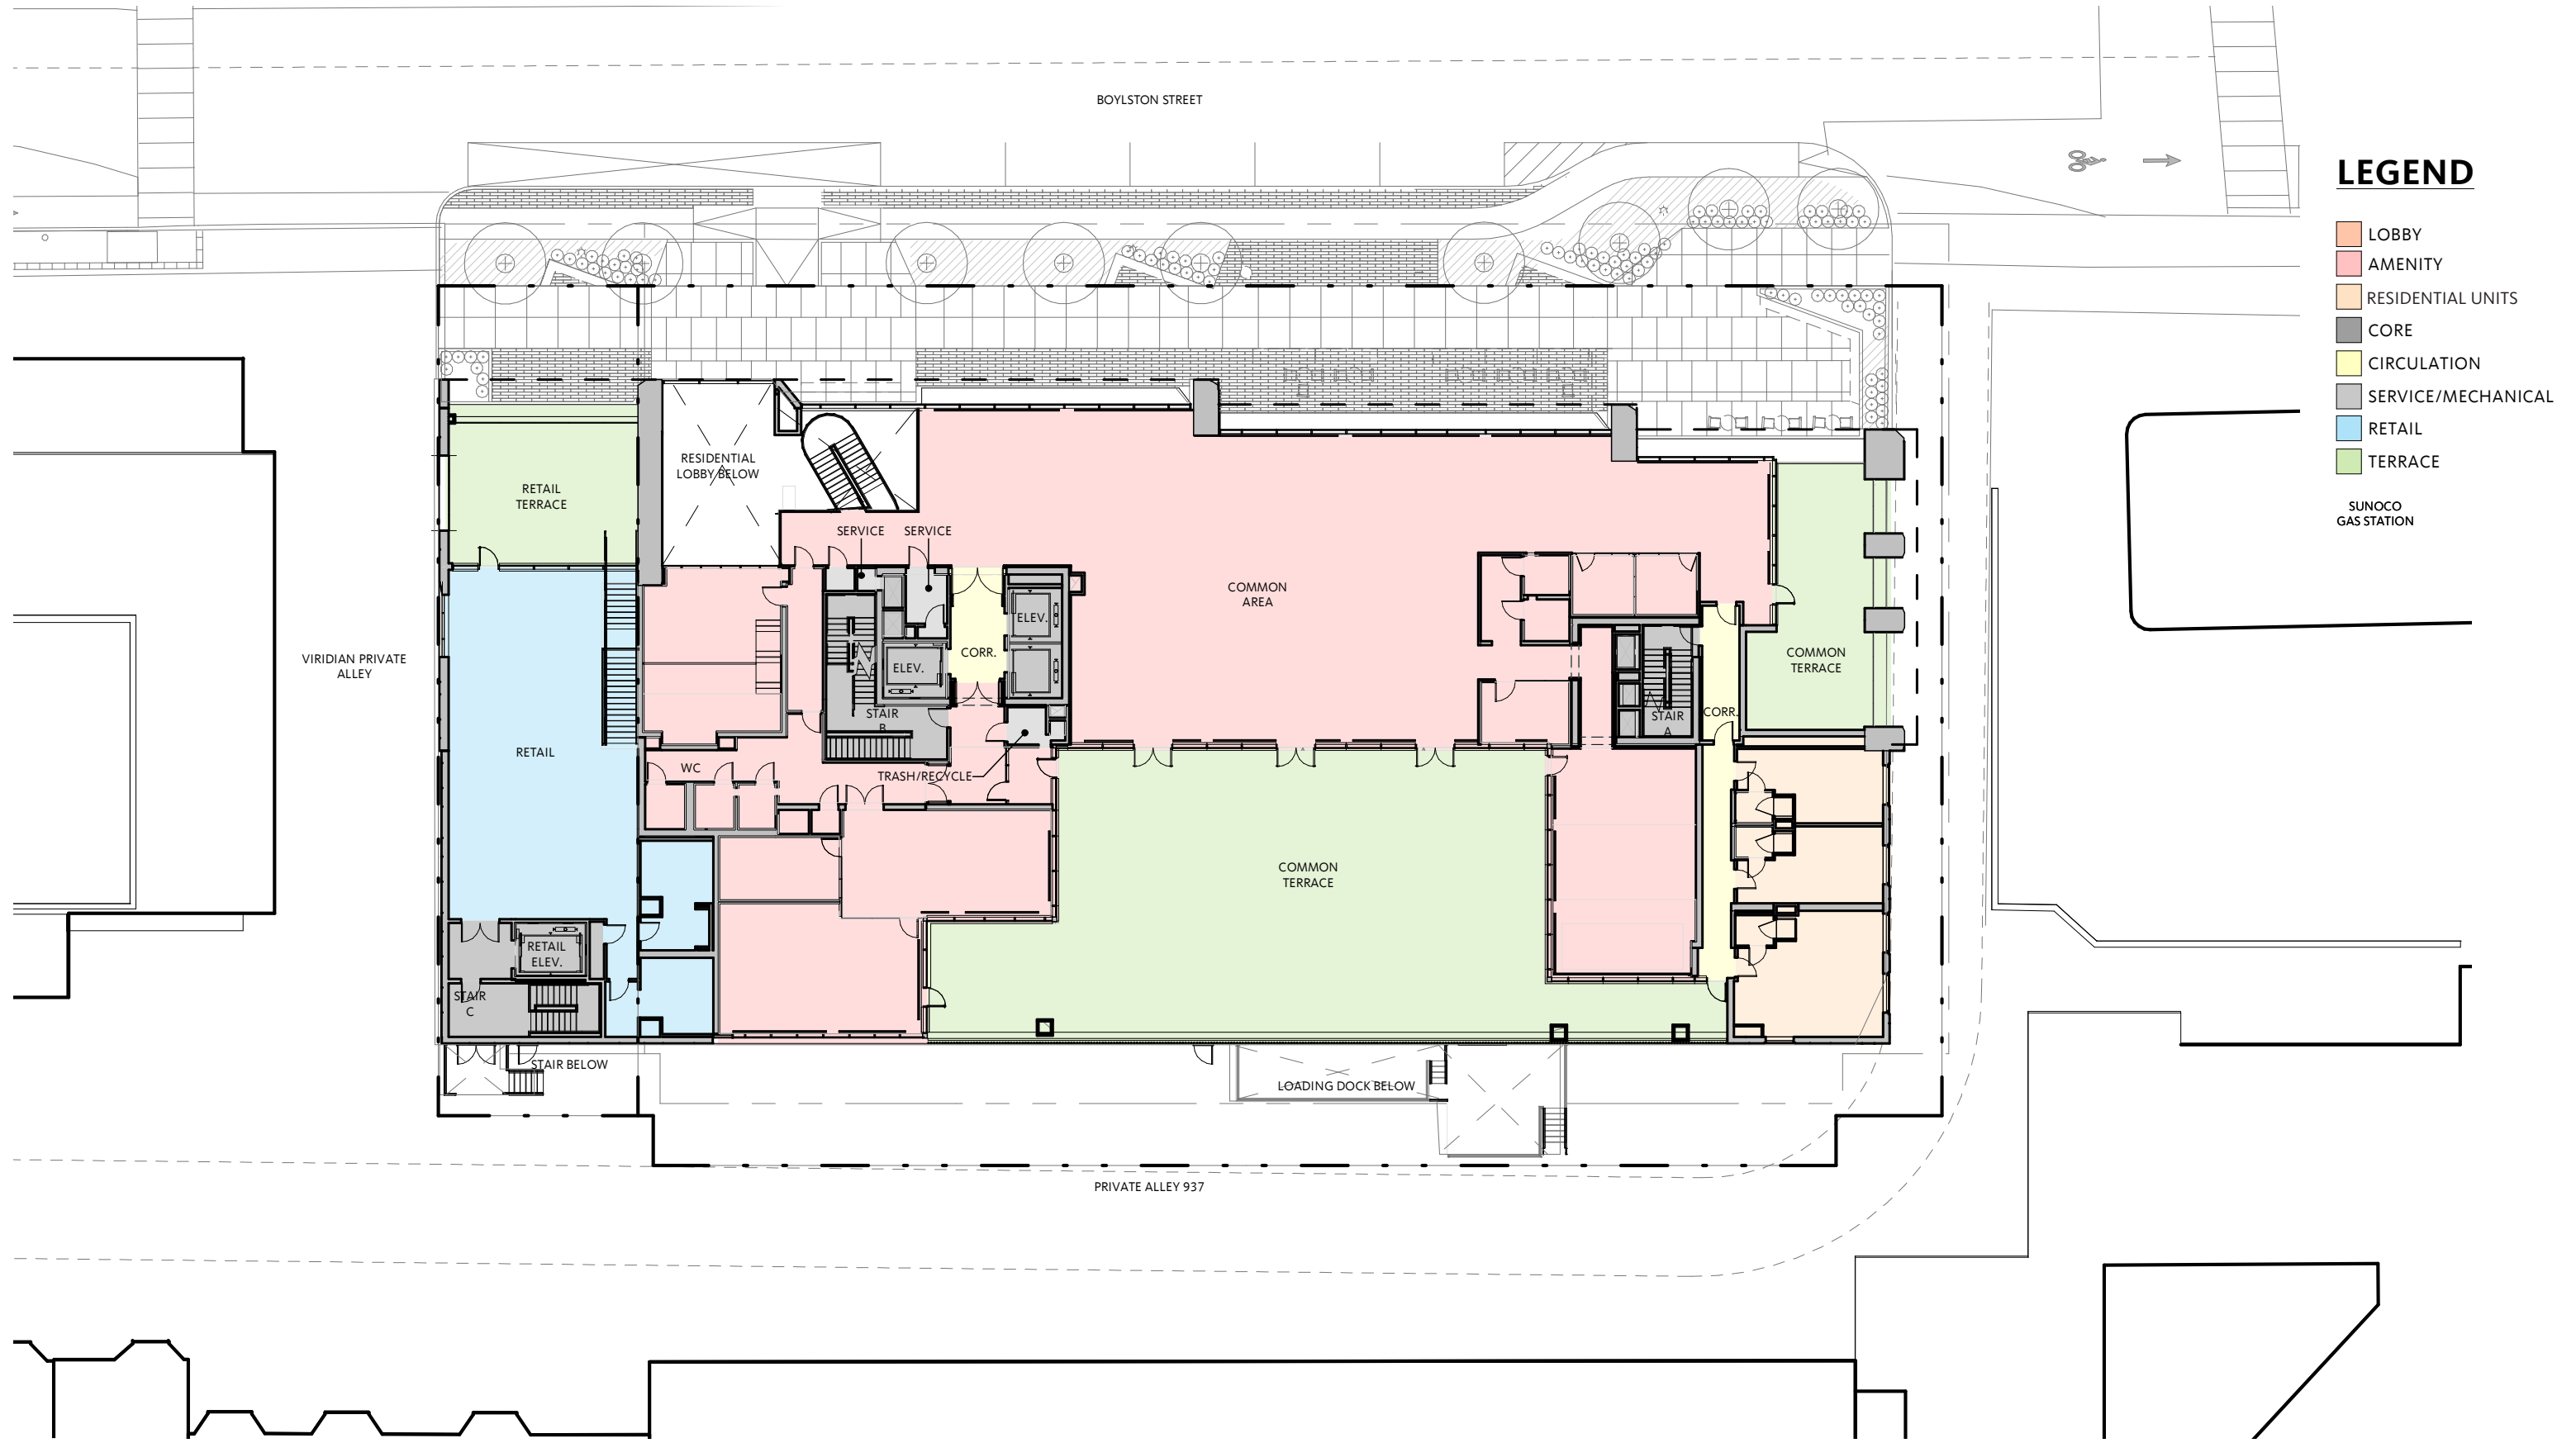 BOYLSTON STREET
LEGEND
LOBBY
AMENITY
RESIDENTIAL UNITS
CORE
CIRCULATION
SERVICE/MECHANICAL
RETAIL
TERRACE
SUNOCO
GAS STATION
RESIDENTIAL
LOBBY BELOW
RETAIL
TERRACE
SERVICE
SERVICE
COMMON
AREA
ELEV.
CORR.
ELEV.
VIRIDIAN PRIVATE
ALLEY
COMMON
TERRACE
STAIR
B
STAIR
A
CORR.
RETAIL
WC
TRASH/RECYCLE
COMMON
TERRACE
RETAIL
ELEV.
STAIR
C
STAIR BELOW
LOADING DOCK BELOW
PRIVATE ALLEY 937